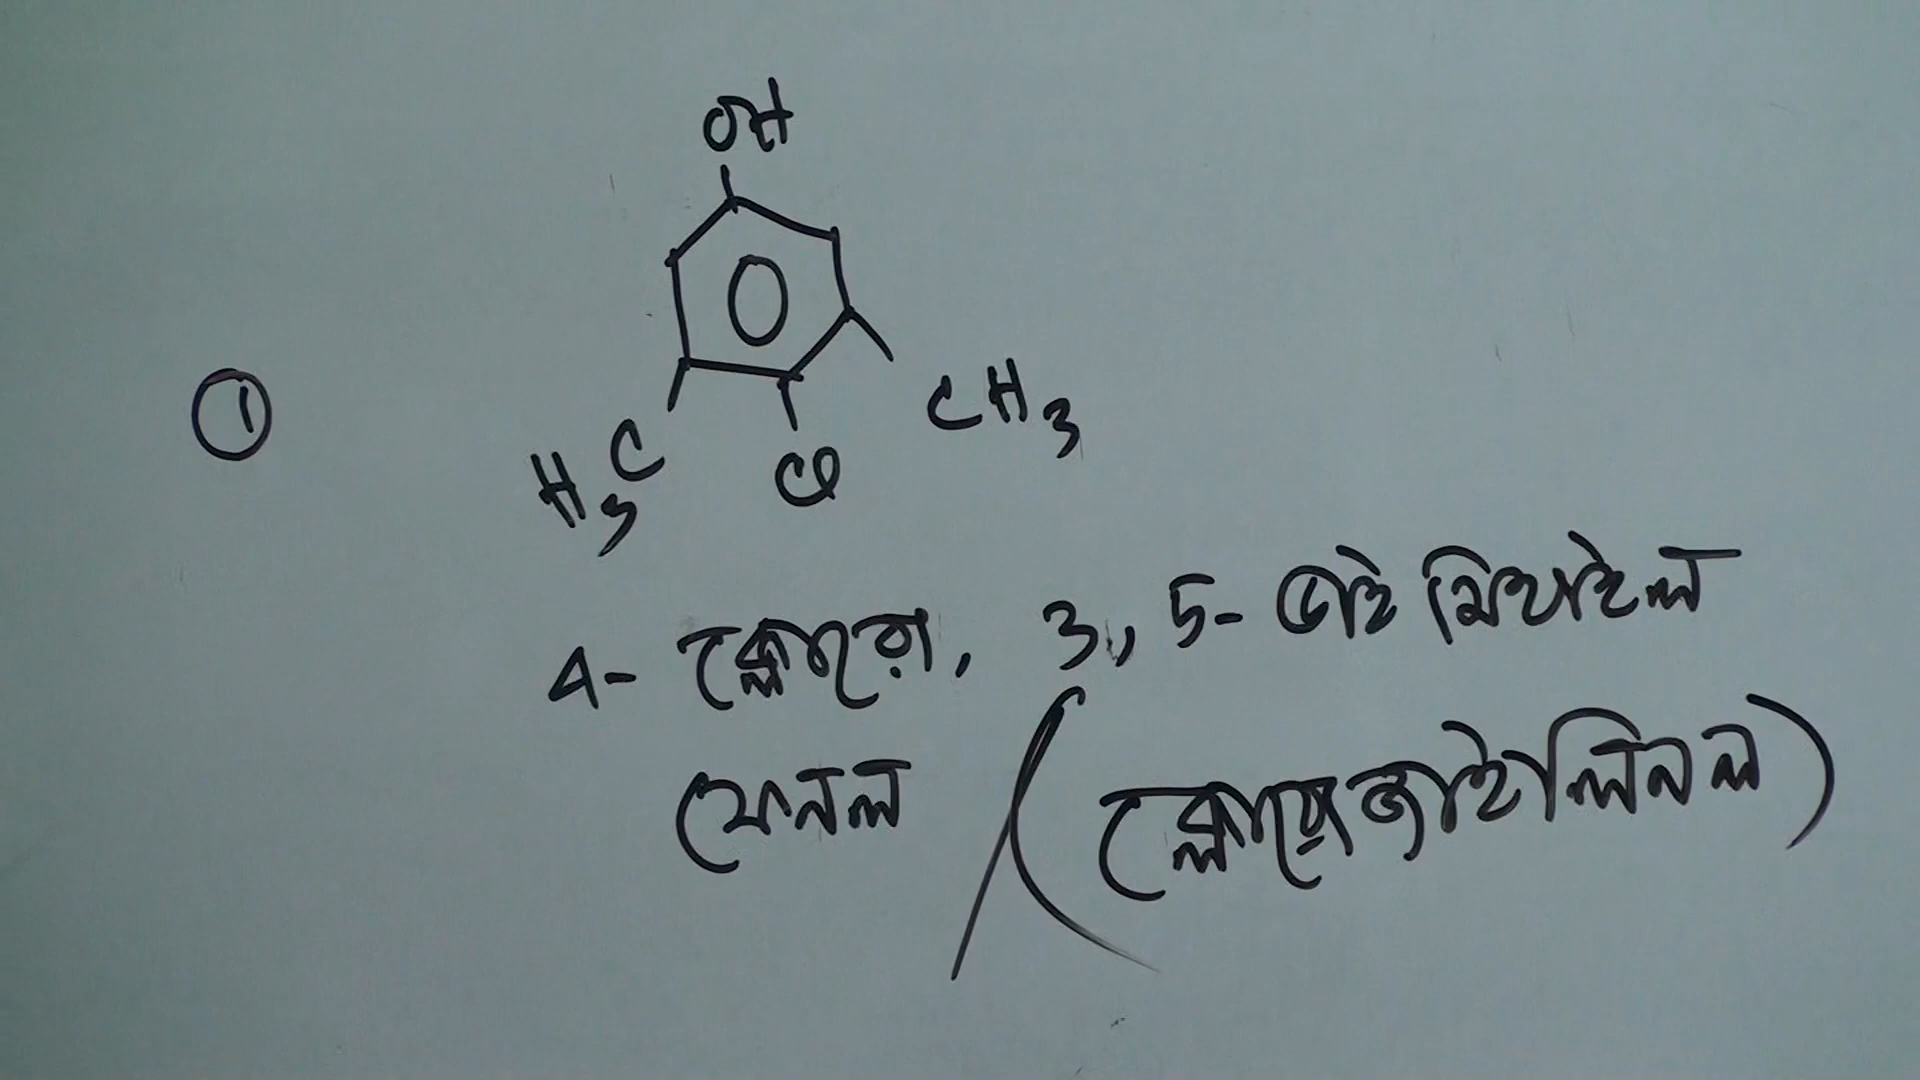 OH
①
CH3
H3C
Cl
4- ক্লোরো, 3, 5- ডাই মিথাইল
ফেনল / (ক্লোরোজাইলিনল)